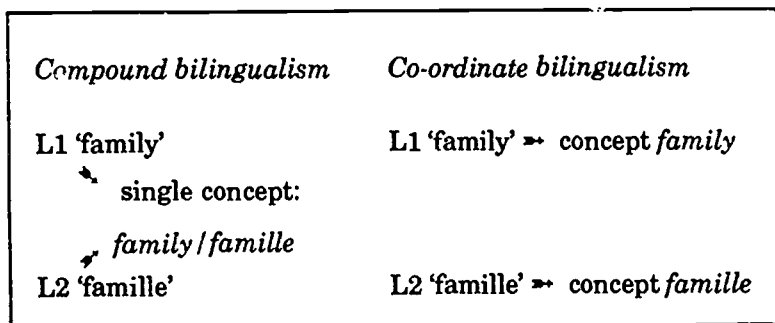 Compound bilingualism Co-ordinate bilingualism
L1 ‘family’ L1 ‘family’ ➳ concept family
single concept:
family/famille
L2 ‘famille’ L2 ‘famille’ ➳ concept famille